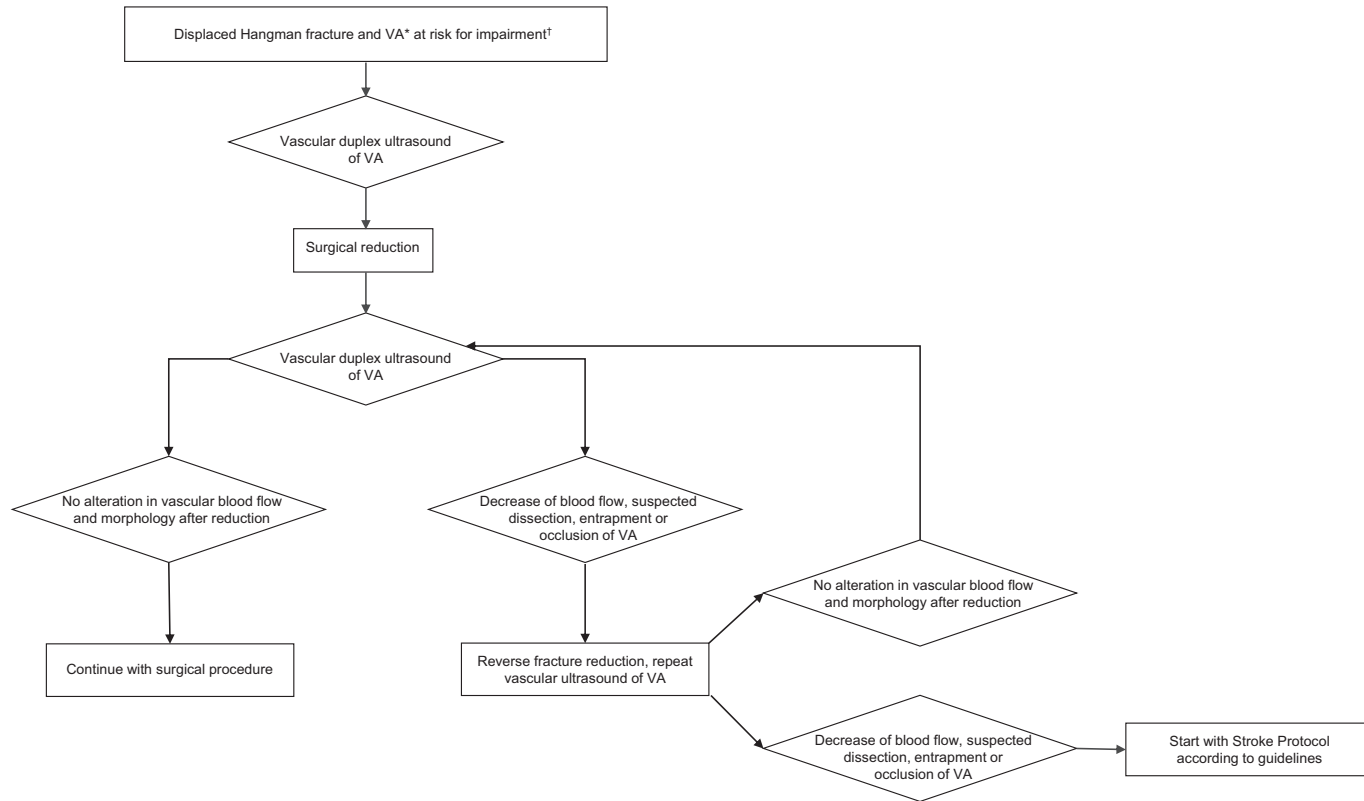 Displaced Hangman fracture and VA* at risk for impairment†
Vascular duplex ultrasound
of VA
Surgical reduction
Vascular duplex ultrasound
of VA
No alteration in vascular blood flow
and morphology after reduction
Decrease of blood flow, suspected
dissection, entrapment or
occlusion of VA
No alteration in vascular blood flow
and morphology after reduction
Continue with surgical procedure
Reverse fracture reduction, repeat
vascular ultrasound of VA
Decrease of blood flow, suspected
dissection, entrapment or
occlusion of VA
Start with Stroke Protocol
according to guidelines